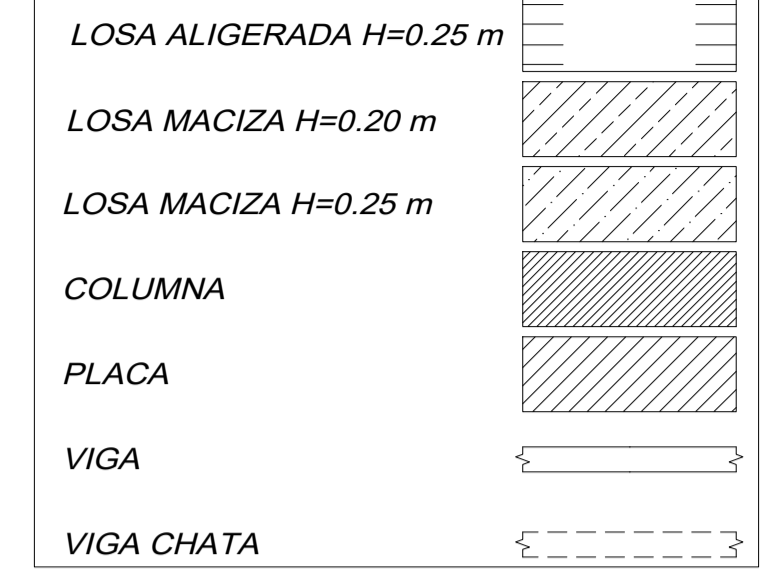 LOSA ALIGERADA H=0.25 m
LOSA MACIZA H=0.20 m
LOSA MACIZA H=0.25 m
COLUMNA
PLACA
VIGA
VIGA CHATA